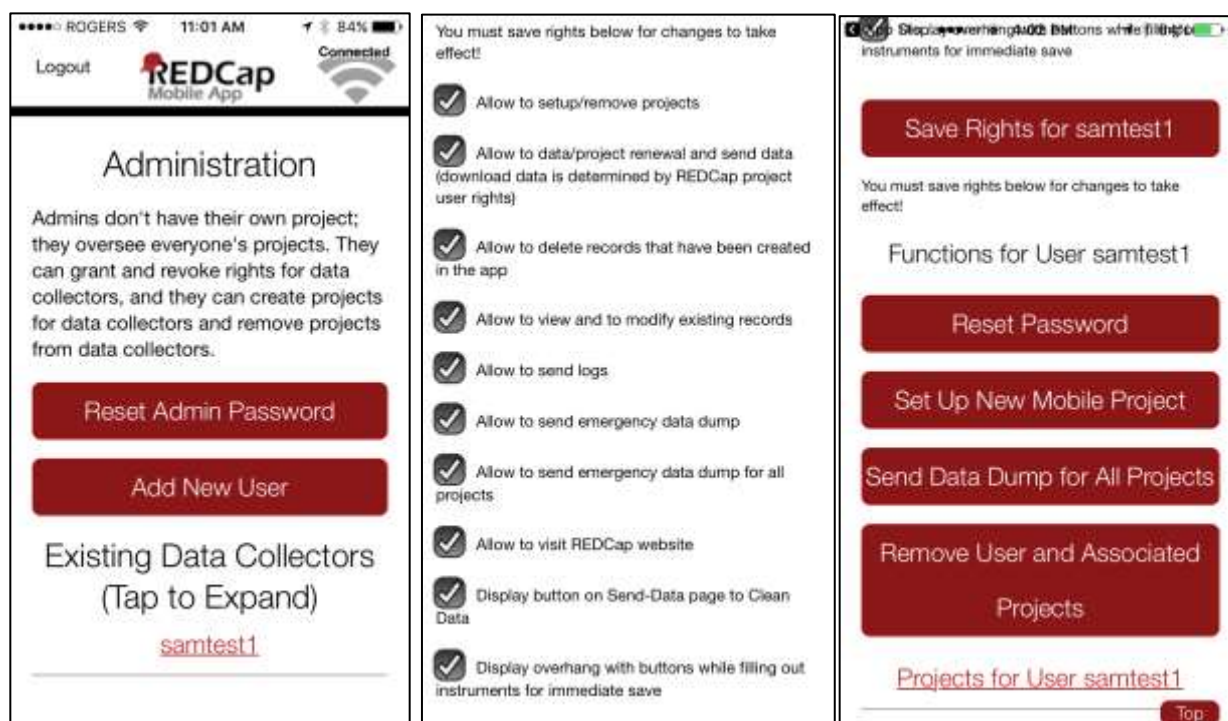 ROGERS 11:01 AM 84%
Logout REDCap Connected
Mobile App
Administration
Admins don't have their own project;
they oversee everyone's projects. They
can grant and revoke rights for data
collectors, and they can create projects
for data collectors and remove projects
from data collectors.
Reset Admin Password
Add New User
Existing Data Collectors
(Tap to Expand)
samtest1
You must save rights below for changes to take
effect!
Allow to setup/remove projects
Allow to data/project renewal and send data
(download data is determined by REDCap project
user rights)
Allow to delete records that have been created
in the app
Allow to view and to modify existing records
Allow to send logs
Allow to send emergency data dump
Allow to send emergency data dump for all
projects
Allow to visit REDCap website
Display button on Send-Data page to Clean
Data
Display overhang with buttons while filling out
instruments for immediate save
Display overhang with buttons while filling
instruments for immediate save
Save Rights for samtest1
You must save rights below for changes to take
effect!
Functions for User samtest1
Reset Password
Set Up New Mobile Project
Send Data Dump for All Projects
Remove User and Associated
Projects
Projects for User samtest1
Top